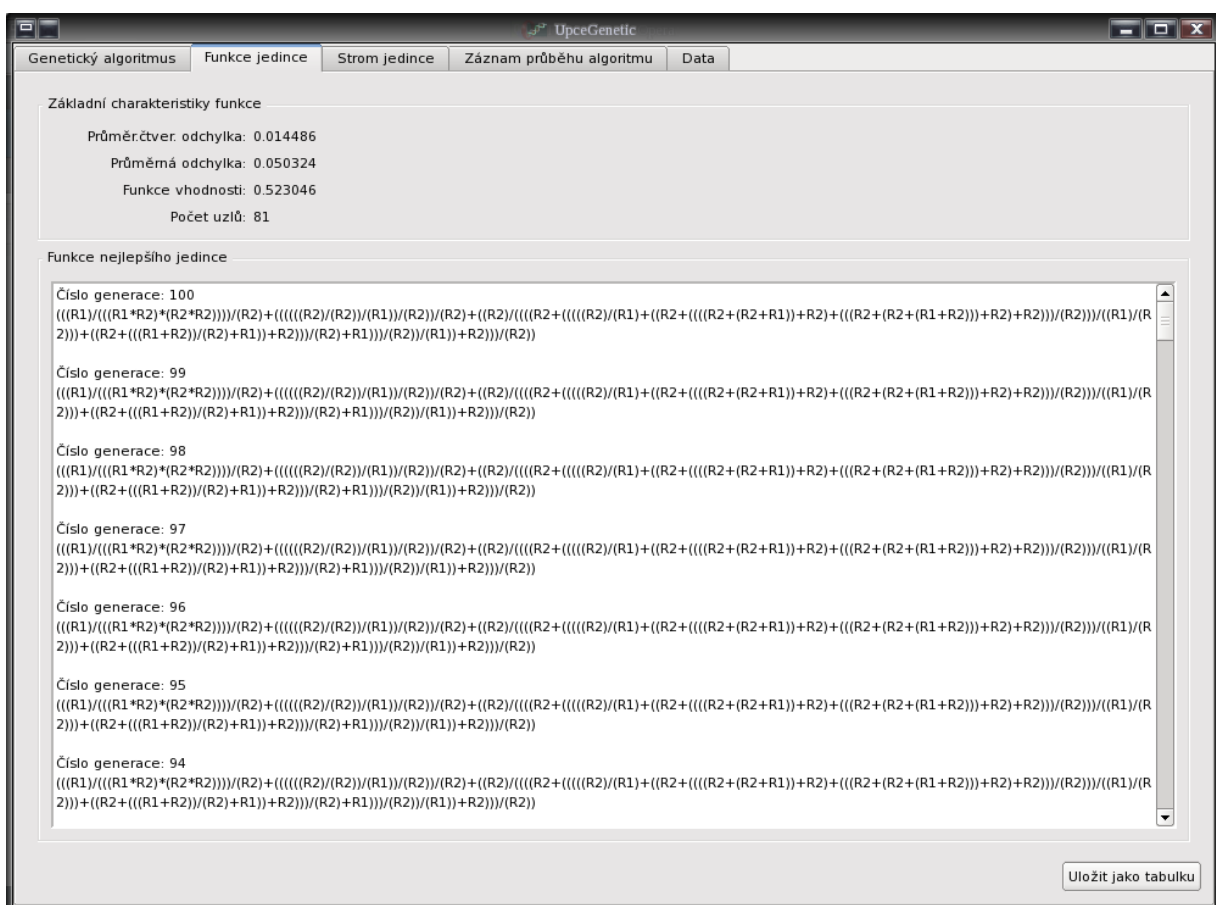 UpceGenetic
Genetický algoritmus Funkce jedince Strom jedince Záznam průběhu algoritmu Data
Základní charakteristiky funkce
Průměr.čtver. odchylka: 0.014486
Průměrná odchylka: 0.050324
Funkce vhodnosti: 0.523046
Počet uzlů: 81
Funkce nejlepšího jedince
Číslo generace: 100
(((R1)/(((R1*R2)*(R2*R2))))/(R2)+((((((R2)/(R2))/(R1))/(R2))/(R2)+((R2)/((((R2+(((((R2)/(R1)+((R2+((((R2+(R2+R1))+R2)+(((R2+(R2+(R1+R2)))+R2)+R2)))/(R2)))/((R1)/(R
2)))+((R2+(((R1+R2))/(R2)+R1))+R2)))/(R2)+R1)))/(R2))/(R1))+R2)))/(R2))
Číslo generace: 99
(((R1)/(((R1*R2)*(R2*R2))))/(R2)+((((((R2)/(R2))/(R1))/(R2))/(R2)+((R2)/((((R2+(((((R2)/(R1)+((R2+((((R2+(R2+R1))+R2)+(((R2+(R2+(R1+R2)))+R2)+R2)))/(R2)))/((R1)/(R
2)))+((R2+(((R1+R2))/(R2)+R1))+R2)))/(R2)+R1)))/(R2))/(R1))+R2)))/(R2))
Číslo generace: 98
(((R1)/(((R1*R2)*(R2*R2))))/(R2)+((((((R2)/(R2))/(R1))/(R2))/(R2)+((R2)/((((R2+(((((R2)/(R1)+((R2+((((R2+(R2+R1))+R2)+(((R2+(R2+(R1+R2)))+R2)+R2)))/(R2)))/((R1)/(R
2)))+((R2+(((R1+R2))/(R2)+R1))+R2)))/(R2)+R1)))/(R2))/(R1))+R2)))/(R2))
Číslo generace: 97
(((R1)/(((R1*R2)*(R2*R2))))/(R2)+((((((R2)/(R2))/(R1))/(R2))/(R2)+((R2)/((((R2+(((((R2)/(R1)+((R2+((((R2+(R2+R1))+R2)+(((R2+(R2+(R1+R2)))+R2)+R2)))/(R2)))/((R1)/(R
2)))+((R2+(((R1+R2))/(R2)+R1))+R2)))/(R2)+R1)))/(R2))/(R1))+R2)))/(R2))
Číslo generace: 96
(((R1)/(((R1*R2)*(R2*R2))))/(R2)+((((((R2)/(R2))/(R1))/(R2))/(R2)+((R2)/((((R2+(((((R2)/(R1)+((R2+((((R2+(R2+R1))+R2)+(((R2+(R2+(R1+R2)))+R2)+R2)))/(R2)))/((R1)/(R
2)))+((R2+(((R1+R2))/(R2)+R1))+R2)))/(R2)+R1)))/(R2))/(R1))+R2)))/(R2))
Číslo generace: 95
(((R1)/(((R1*R2)*(R2*R2))))/(R2)+((((((R2)/(R2))/(R1))/(R2))/(R2)+((R2)/((((R2+(((((R2)/(R1)+((R2+((((R2+(R2+R1))+R2)+(((R2+(R2+(R1+R2)))+R2)+R2)))/(R2)))/((R1)/(R
2)))+((R2+(((R1+R2))/(R2)+R1))+R2)))/(R2)+R1)))/(R2))/(R1))+R2)))/(R2))
Číslo generace: 94
(((R1)/(((R1*R2)*(R2*R2))))/(R2)+((((((R2)/(R2))/(R1))/(R2))/(R2)+((R2)/((((R2+(((((R2)/(R1)+((R2+((((R2+(R2+R1))+R2)+(((R2+(R2+(R1+R2)))+R2)+R2)))/(R2)))/((R1)/(R
2)))+((R2+(((R1+R2))/(R2)+R1))+R2)))/(R2)+R1)))/(R2))/(R1))+R2)))/(R2))
Uložit jako tabulku